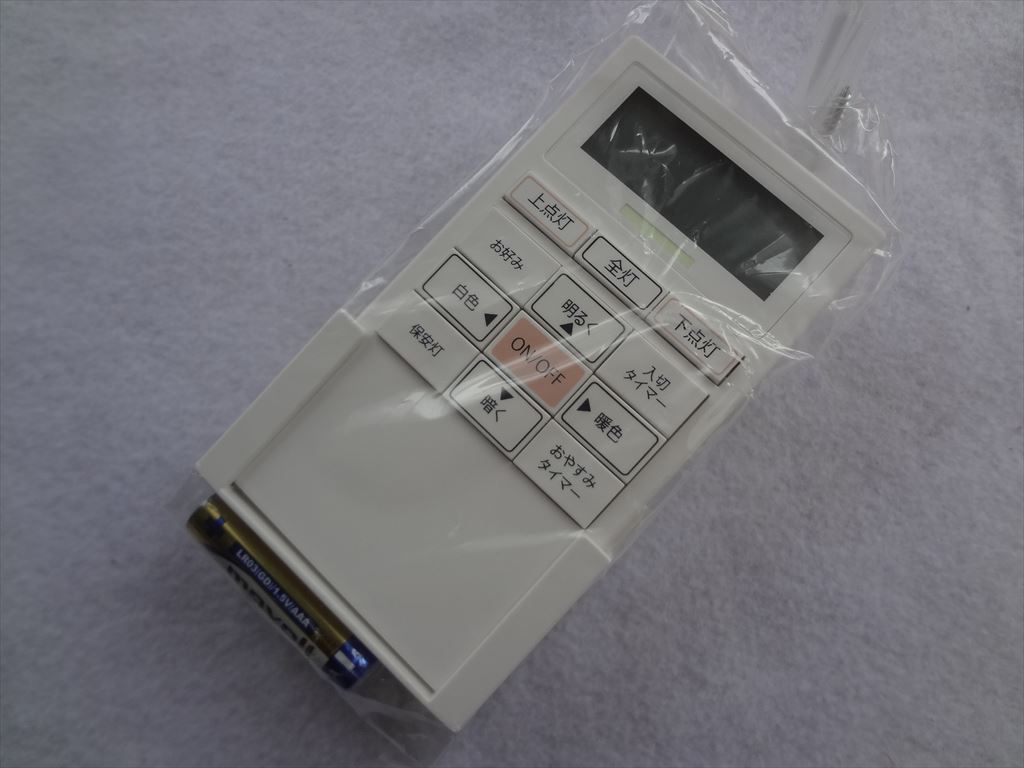 上点灯
全灯
下点灯
お好み
明るく
▲
入切
タイマー
白色
◀
ON/OFF
▶
暖色
保安灯
▼
暗く
おやすみ
タイマー
LR03(GD)/1.5V/AAA
maxell